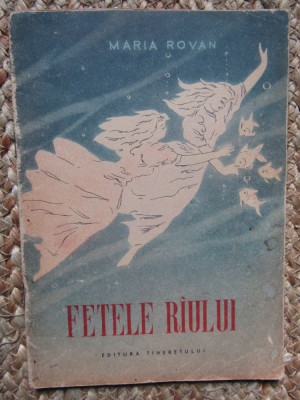 MARIA ROVAN
FETELE RÎULUI
EDITURA TINERETULUI